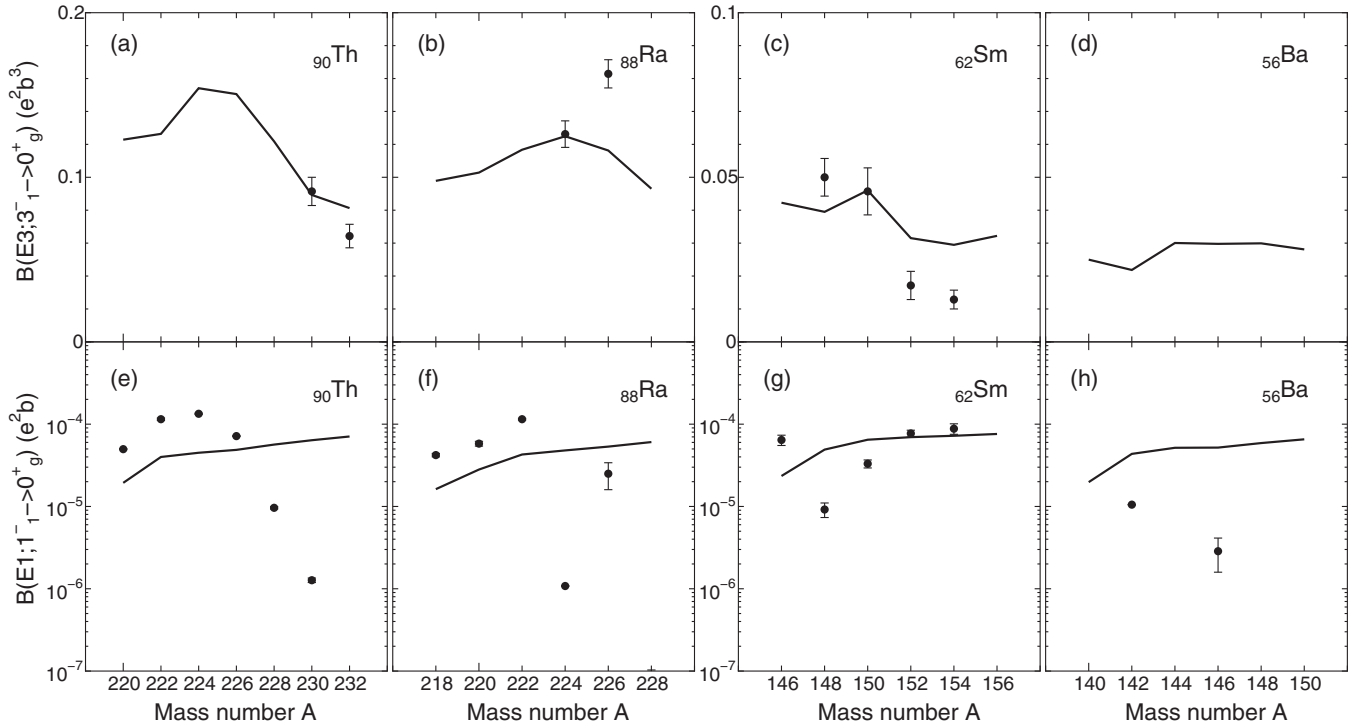 B(E3;3⁻₁->0⁺g) (e²b³)
0.2
0.1
0
(a)
₉₀Th
(b)
₈₈Ra
0.1
0.05
0
(c)
₆₂Sm
(d)
₅₆Ba
B(E1;1⁻₁->0⁺g) (e²b)
10⁻⁴
10⁻⁵
10⁻⁶
10⁻⁷
(e)
₉₀Th
(f)
₈₈Ra
10⁻⁴
10⁻⁵
10⁻⁶
10⁻⁷
(g)
₆₂Sm
(h)
₅₆Ba
220 222 224 226 228 230 232
218 220 222 224 226 228
146 148 150 152 154 156
140 142 144 146 148 150
Mass number A
Mass number A
Mass number A
Mass number A